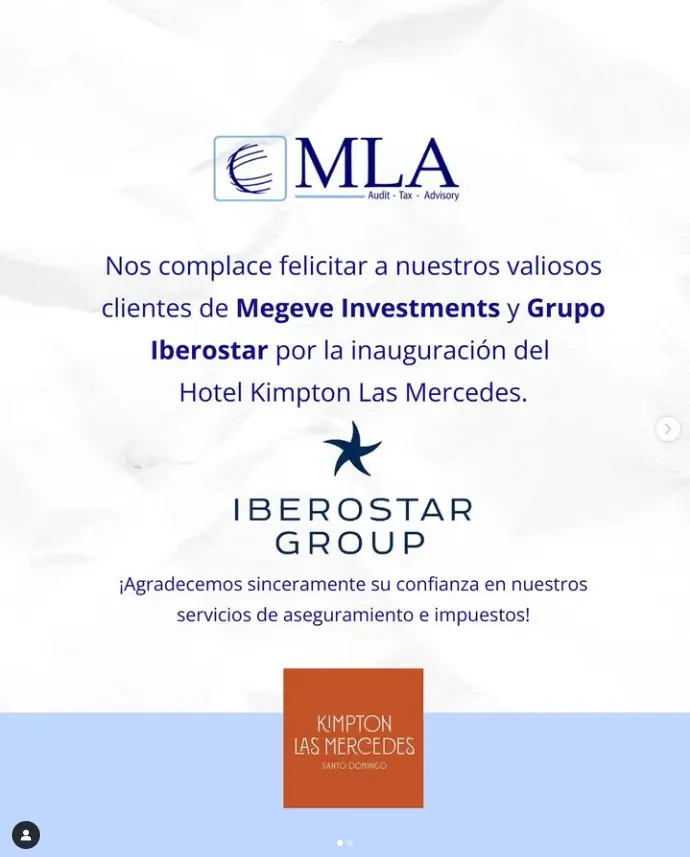 MLA
Audit - Tax - Advisory
Nos complace felicitar a nuestros valiosos
clientes de Megeve Investments y Grupo
Iberostar por la inauguración del
Hotel Kimpton Las Mercedes.
IBEROSTAR
GROUP
¡Agradecemos sinceramente su confianza en nuestros
servicios de aseguramiento e impuestos!
KIMPTON
LAS MERCEDES
SANTO DOMINGO